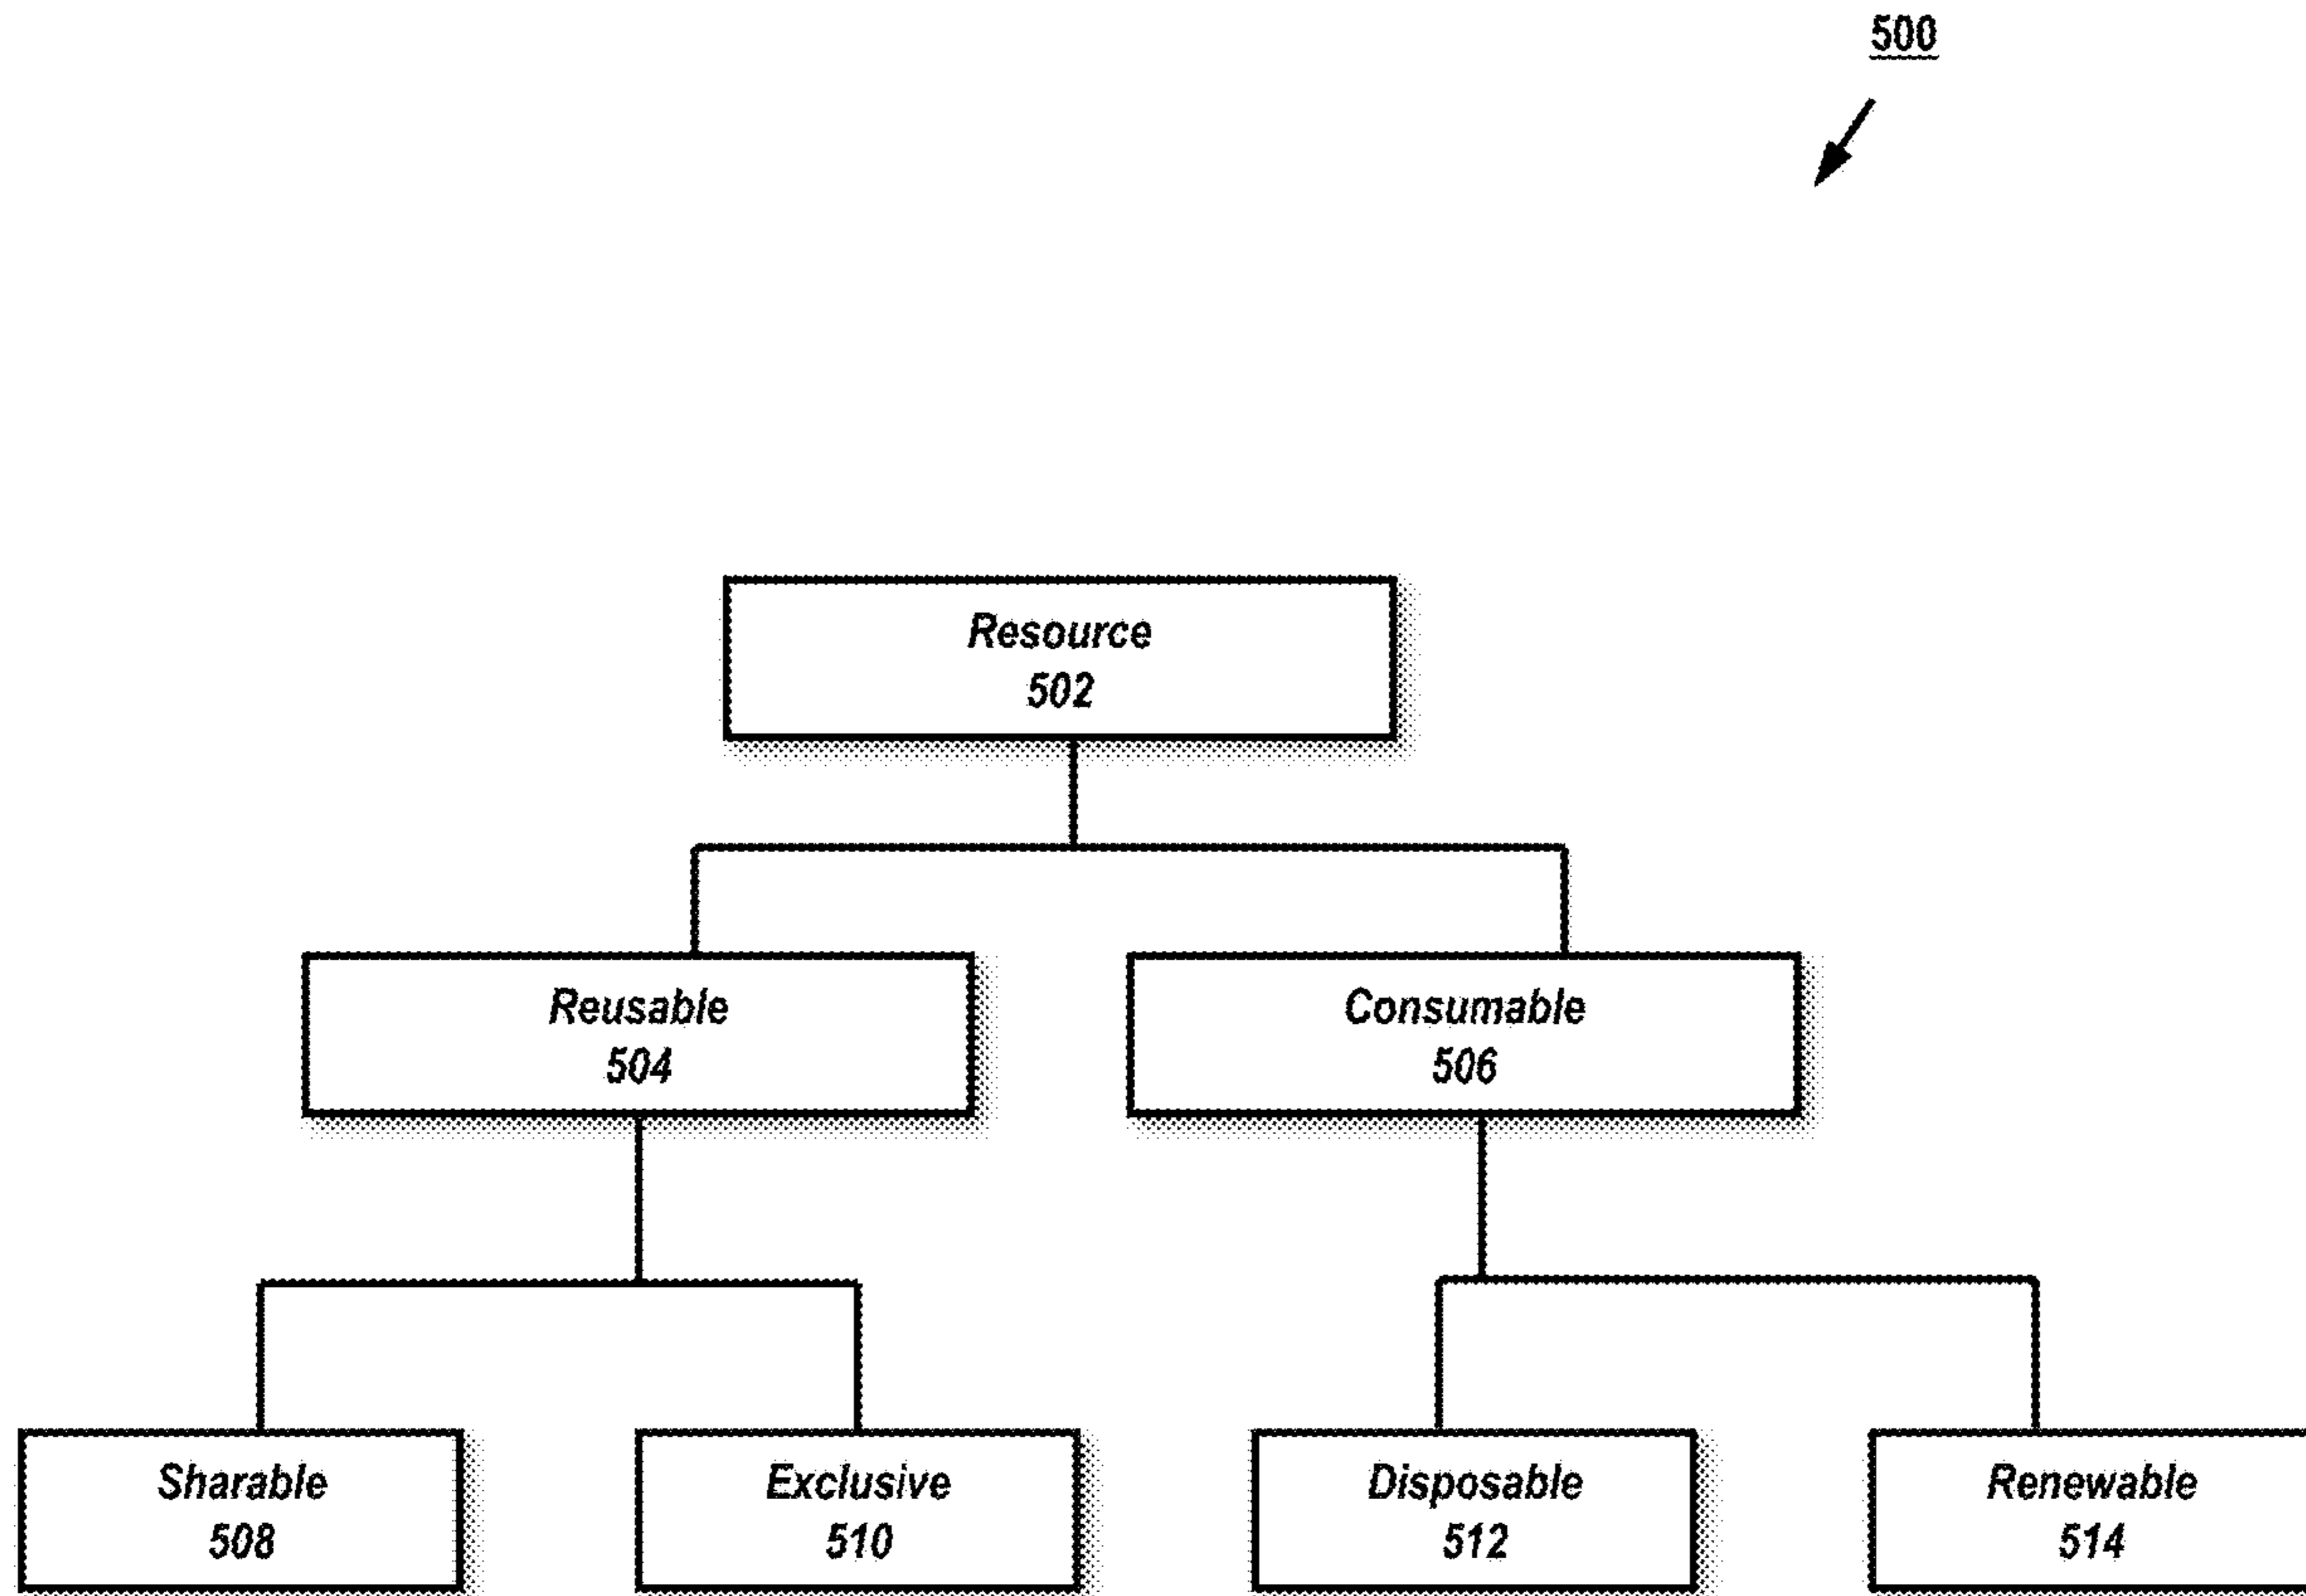 500
Resource
502
Reusable
504
Consumable
506
Sharable
508
Exclusive
510
Disposable
512
Renewable
514